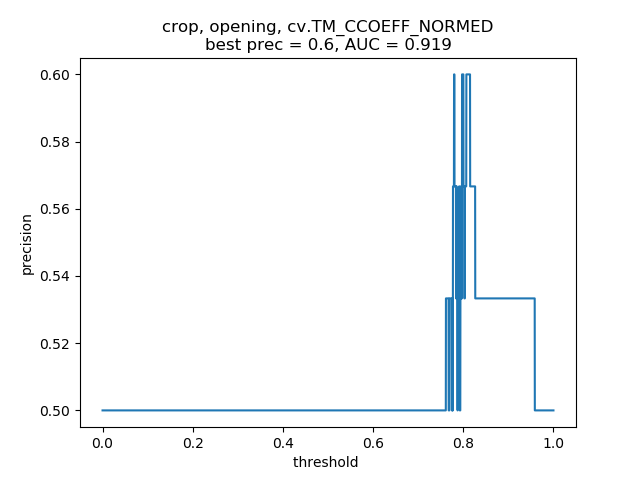 crop, opening, cv.TM_CCOEFF_NORMED
best prec = 0.6, AUC = 0.919
0.60
0.58
0.56
0.54
0.52
0.50
precision
0.0 0.2 0.4 0.6 0.8 1.0
threshold